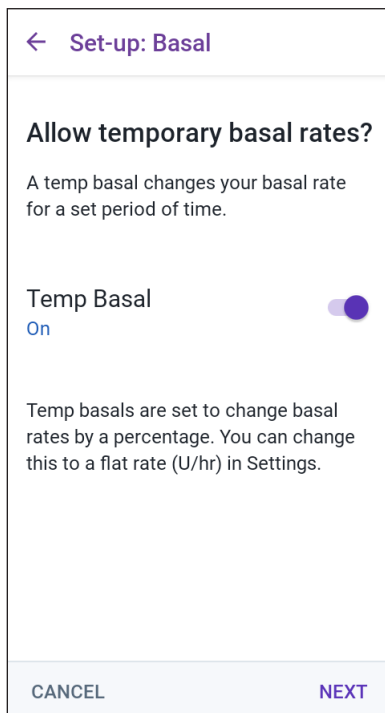 Set-up: Basal
Allow temporary basal rates?
A temp basal changes your basal rate
for a set period of time.
Temp Basal
On
Temp basals are set to change basal
rates by a percentage. You can change
this to a flat rate (U/hr) in Settings.
CANCEL NEXT